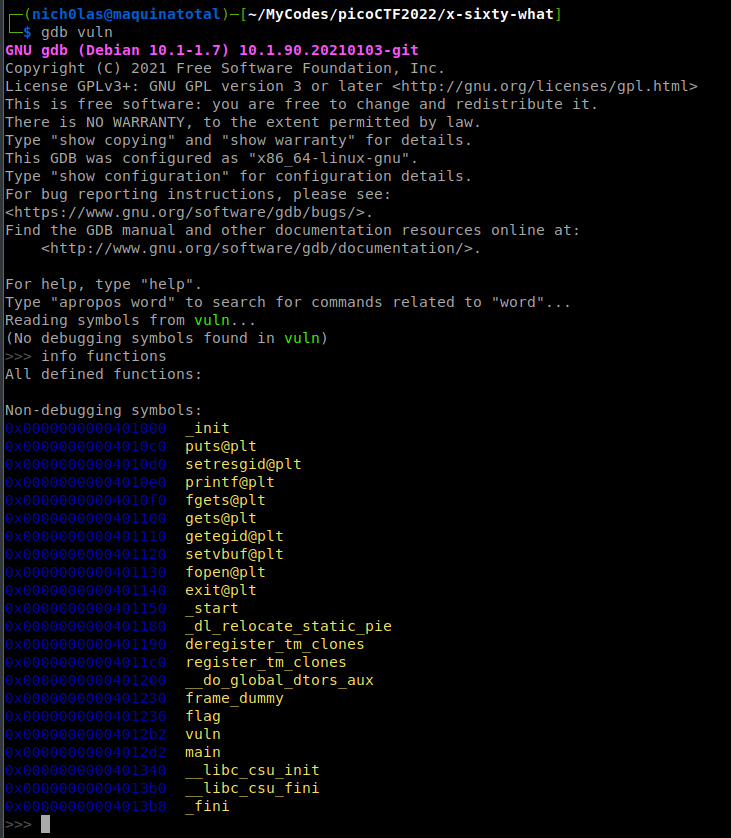 ┌──(nich0las@maquinatotal)-[~/MyCodes/picoCTF2022/x-sixty-what]
└─$ gdb vuln
GNU gdb (Debian 10.1-1.7) 10.1.90.20210103-git
Copyright (C) 2021 Free Software Foundation, Inc.
License GPLv3+: GNU GPL version 3 or later <http://gnu.org/licenses/gpl.html>
This is free software: you are free to change and redistribute it.
There is NO WARRANTY, to the extent permitted by law.
Type "show copying" and "show warranty" for details.
This GDB was configured as "x86_64-linux-gnu".
Type "show configuration" for configuration details.
For bug reporting instructions, please see:
<https://www.gnu.org/software/gdb/bugs/>.
Find the GDB manual and other documentation resources online at:
    <http://www.gnu.org/software/gdb/documentation/>.

For help, type "help".
Type "apropos word" to search for commands related to "word"...
Reading symbols from vuln...
(No debugging symbols found in vuln)
>>> info functions
All defined functions:

Non-debugging symbols:
0x0000000000401000  _init
0x00000000004010c0  puts@plt
0x00000000004010d0  setresgid@plt
0x00000000004010e0  printf@plt
0x00000000004010f0  fgets@plt
0x0000000000401100  gets@plt
0x0000000000401110  getegid@plt
0x0000000000401120  setvbuf@plt
0x0000000000401130  fopen@plt
0x0000000000401140  exit@plt
0x0000000000401150  _start
0x0000000000401180  _dl_relocate_static_pie
0x0000000000401190  deregister_tm_clones
0x00000000004011c0  register_tm_clones
0x0000000000401200  __do_global_dtors_aux
0x0000000000401230  frame_dummy
0x0000000000401236  flag
0x00000000004012b2  vuln
0x00000000004012d2  main
0x0000000000401340  __libc_csu_init
0x00000000004013b0  __libc_csu_fini
0x00000000004013b8  _fini
>>>